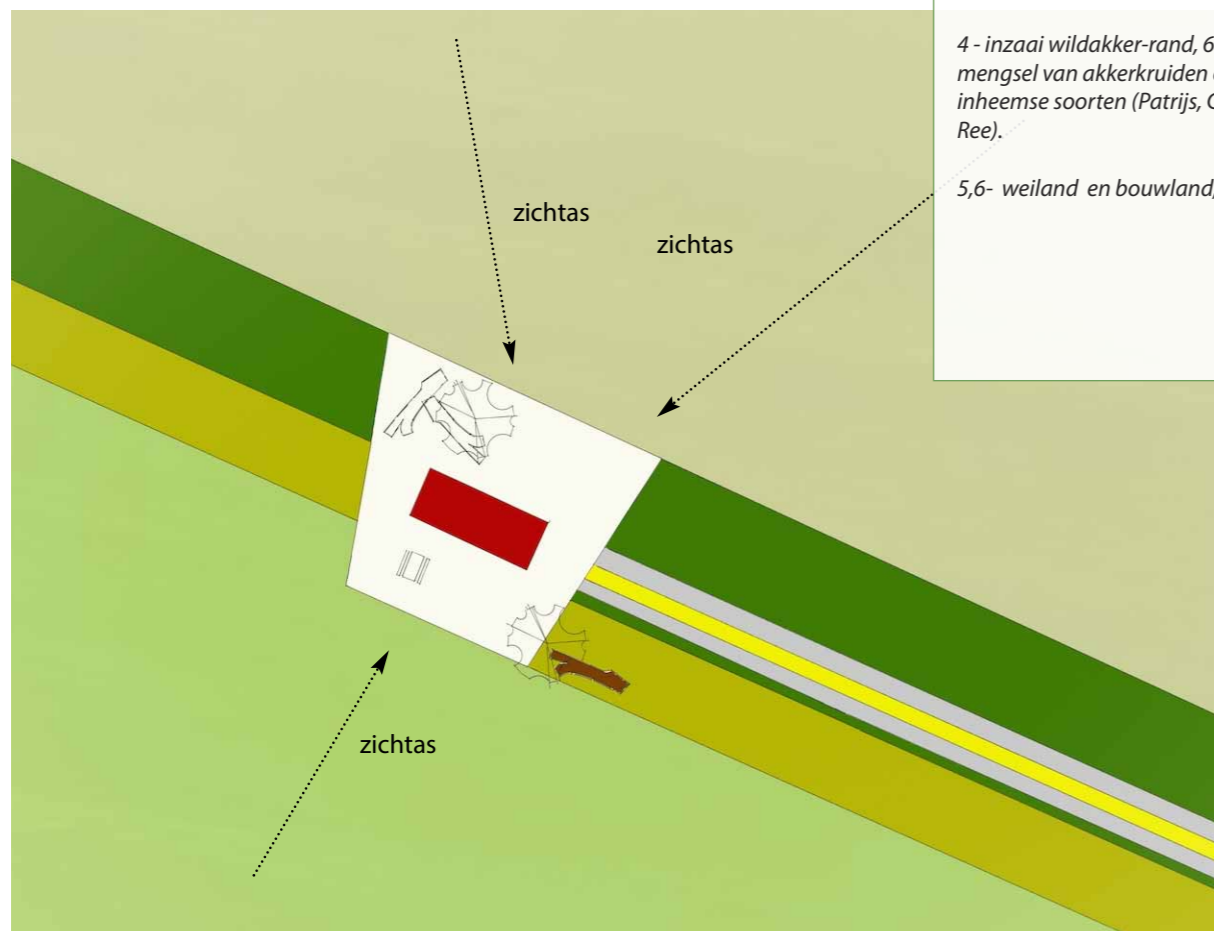 4 - inzaai wildakker-rand, 6
mengsel van akkerkruiden
inheemse soorten (Patrijs,
Ree).
5,6- weiland en bouwland,
zichtas
zichtas
zichtas